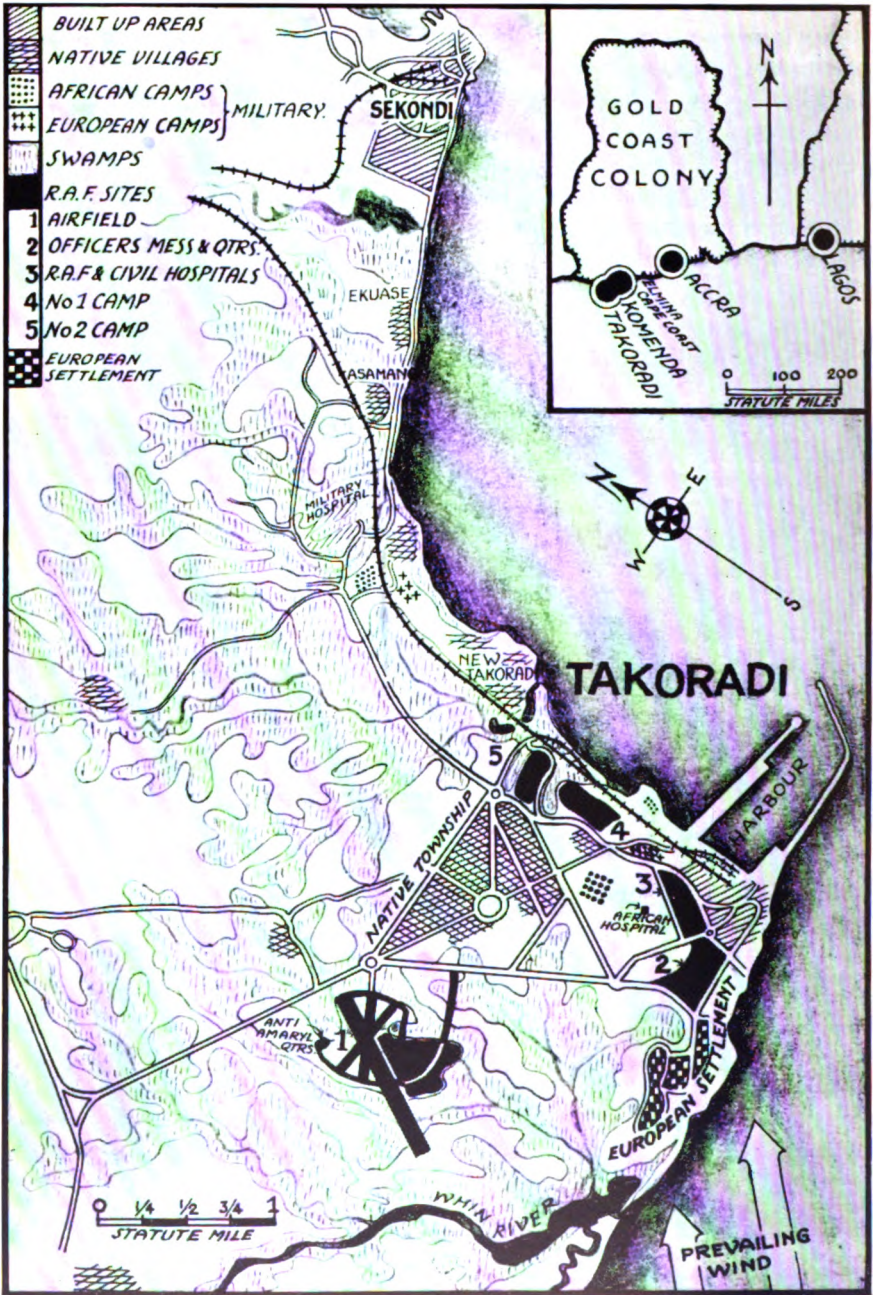 BUILT UP AREAS
NATIVE VILLAGES
AFRICAN CAMPS
EUROPEAN CAMPS
} MILITARY.
SWAMPS
R.A.F. SITES
1 AIRFIELD
2 OFFICERS MESS & QTRS.
3 R.A.F & CIVIL HOSPITALS
4 No 1 CAMP
5 No 2 CAMP
EUROPEAN
SETTLEMENT
SEKONDI
N
GOLD
COAST
COLONY
LAGOS
ACCRA
CAPE COAST
ELMINA
KOMENDA
TAKORADI
0 100 200
STATUTE MILES
EKUASE
ASAMANG
MILITARY
HOSPITAL
N
E
W
S
NEW
TAKORADI
TAKORADI
5
HARBOUR
4
NATIVE TOWNSHIP
3
AFRICAN
HOSPITAL
2
ANTI
AMARYL
QTRS.
1
EUROPEAN SETTLEMENT
WHIN RIVER
0 1/4 1/2 3/4 1
STATUTE MILE
PREVAILING
WIND